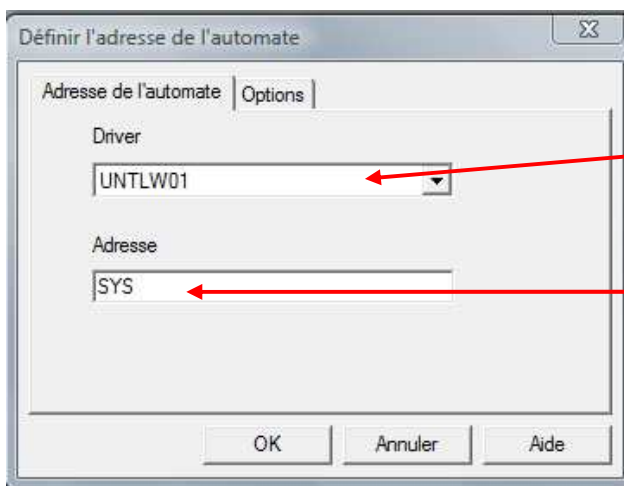 Définir l'adresse de l'automate
Adresse de l'automate Options
Driver
UNTLW01
Adresse
SYS
OK Annuler Aide